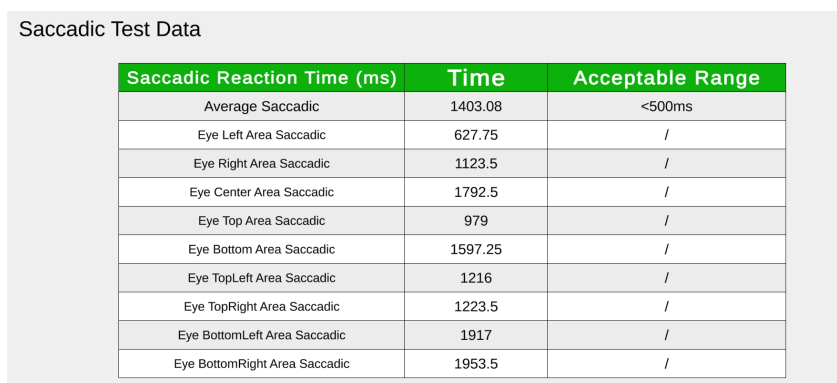 Saccadic Test Data
Saccadic Reaction Time (ms) Time Acceptable Range
Average Saccadic 1403.08 <500ms
Eye Left Area Saccadic 627.75 /
Eye Right Area Saccadic 1123.5 /
Eye Center Area Saccadic 1792.5 /
Eye Top Area Saccadic 979 /
Eye Bottom Area Saccadic 1597.25 /
Eye TopLeft Area Saccadic 1216 /
Eye TopRight Area Saccadic 1223.5 /
Eye BottomLeft Area Saccadic 1917 /
Eye BottomRight Area Saccadic 1953.5 /